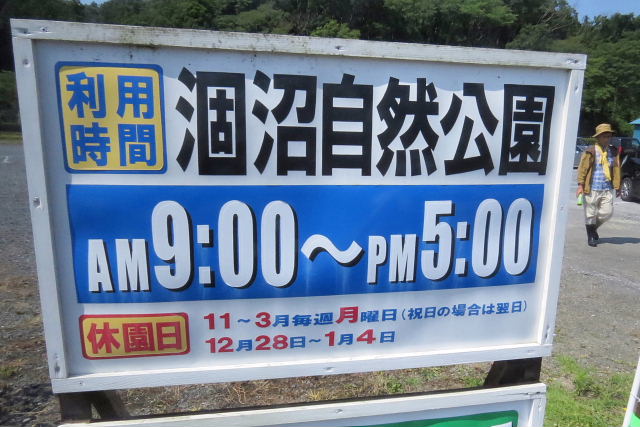 利用時間
涸沼自然公園
AM9:00～PM5:00
休園日
11～3月毎週月曜日（祝日の場合は翌日）
12月28日～1月4日